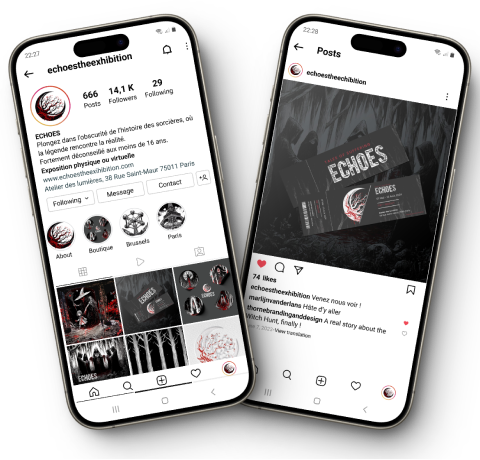 22:27
echoestheexhibition
666
Posts
14,1 K
Followers
29
Following
ECHOES
Plongez dans l'obscurité de l'histoire des sorcières, où
la légende rencontre la réalité.
Fortement déconseillé aux moins de 16 ans.
Exposition physique ou virtuelle
www.echoestheexhibition.com
Atelier des lumières, 38 Rue Saint-Maur 75011 Paris
Following
Message
Contact
About
Boutique
Brussels
Paris
ECHOES
22:28
Posts
echoestheechibition
ECHOES
ECHOES
74 likes
echoestheexhibition Venez nous voir !
marlijnvanderlans Hâte d'y aller
thornebrandinganddesign A real story about the
Witch Hunt, finally !
7, 2022 · View translation